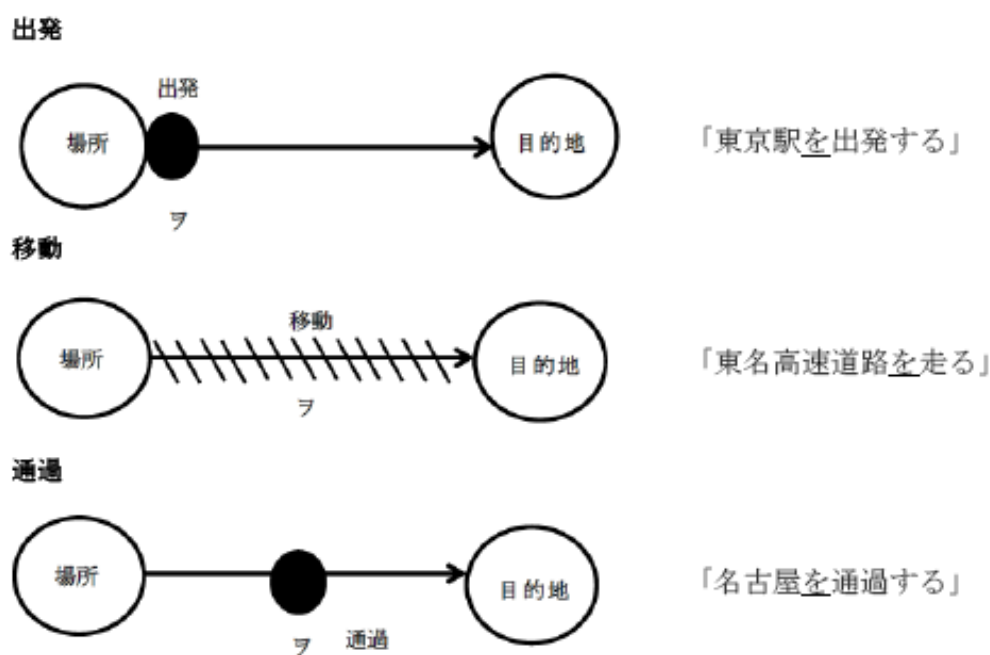 出発
出発
場所
目的地
「東京駅を出発する」
ヲ
移動
移動
場所
目的地
「東名高速道路を走る」
ヲ
通過
場所
目的地
「名古屋を通過する」
ヲ
通過